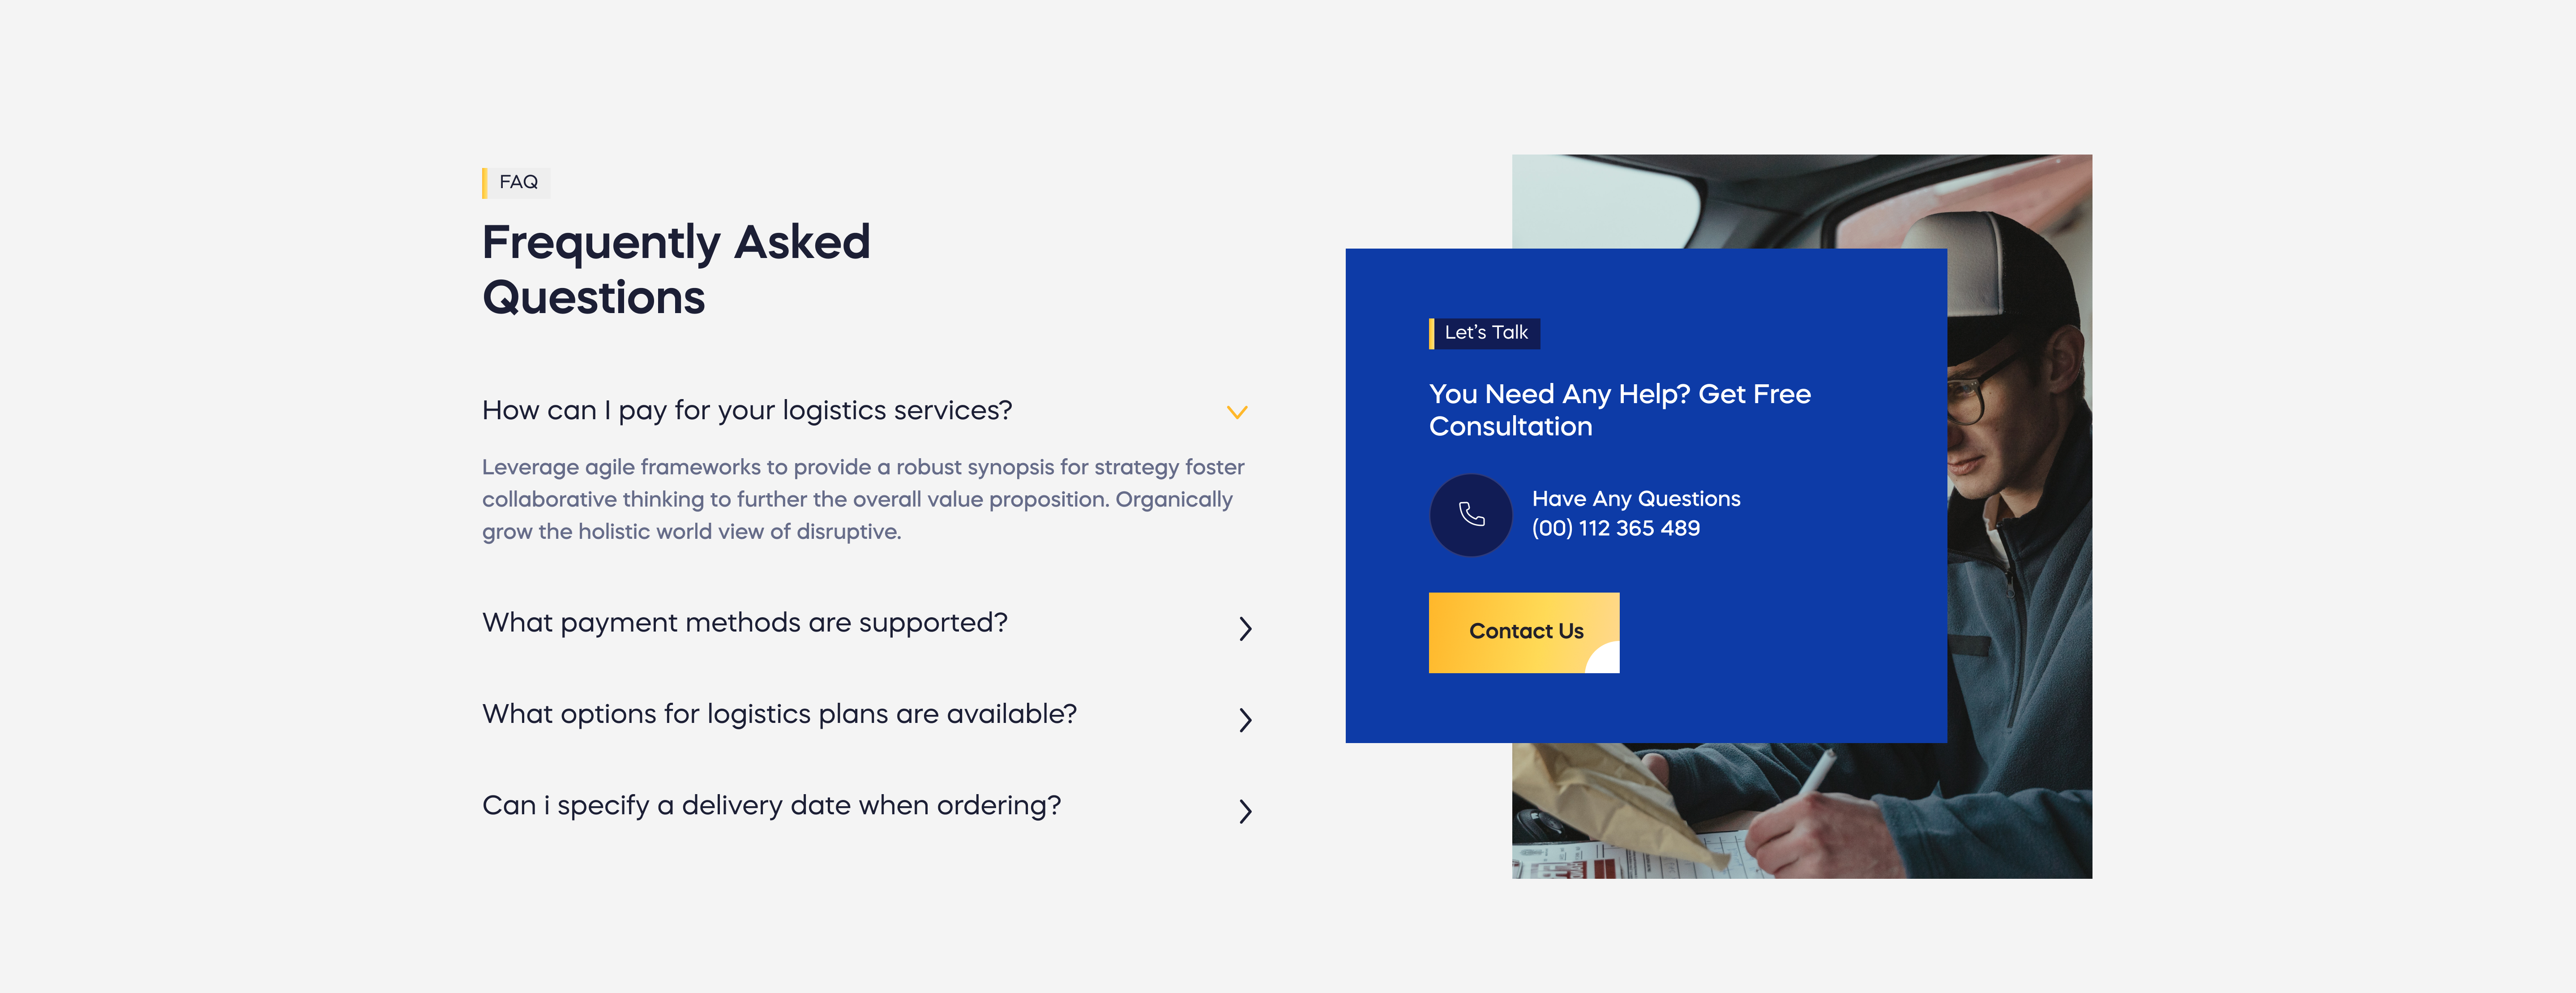 FAQ
Frequently Asked
Questions
How can I pay for your logistics services?
Leverage agile frameworks to provide a robust synopsis for strategy foster
collaborative thinking to further the overall value proposition. Organically
grow the holistic world view of disruptive.
What payment methods are supported?
What options for logistics plans are available?
Can i specify a delivery date when ordering?
Let's Talk
You Need Any Help? Get Free
Consultation
Have Any Questions
(00) 112 365 489
Contact Us